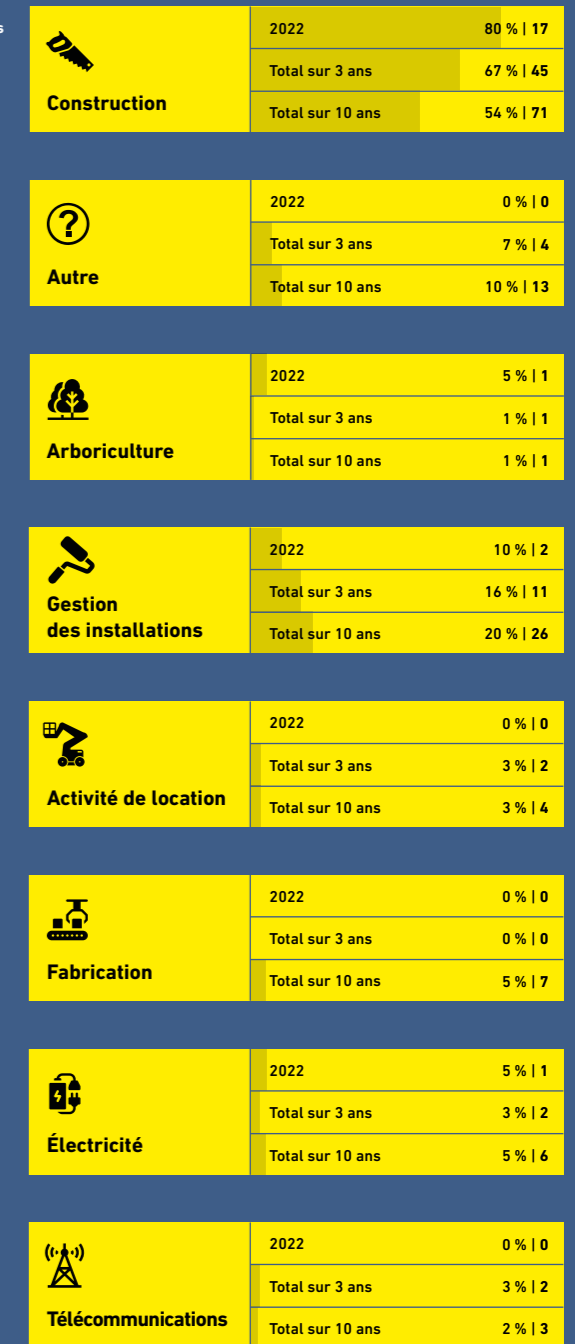 s
Construction
2022 80 % | 17
Total sur 3 ans 67 % | 45
Total sur 10 ans 54 % | 71
Autre
2022 0 % | 0
Total sur 3 ans 7 % | 4
Total sur 10 ans 10 % | 13
Arboriculture
2022 5 % | 1
Total sur 3 ans 1 % | 1
Total sur 10 ans 1 % | 1
Gestion
des installations
2022 10 % | 2
Total sur 3 ans 16 % | 11
Total sur 10 ans 20 % | 26
Activité de location
2022 0 % | 0
Total sur 3 ans 3 % | 2
Total sur 10 ans 3 % | 4
Fabrication
2022 0 % | 0
Total sur 3 ans 0 % | 0
Total sur 10 ans 5 % | 7
Électricité
2022 5 % | 1
Total sur 3 ans 3 % | 2
Total sur 10 ans 5 % | 6
Télécommunications
2022 0 % | 0
Total sur 3 ans 3 % | 2
Total sur 10 ans 2 % | 3